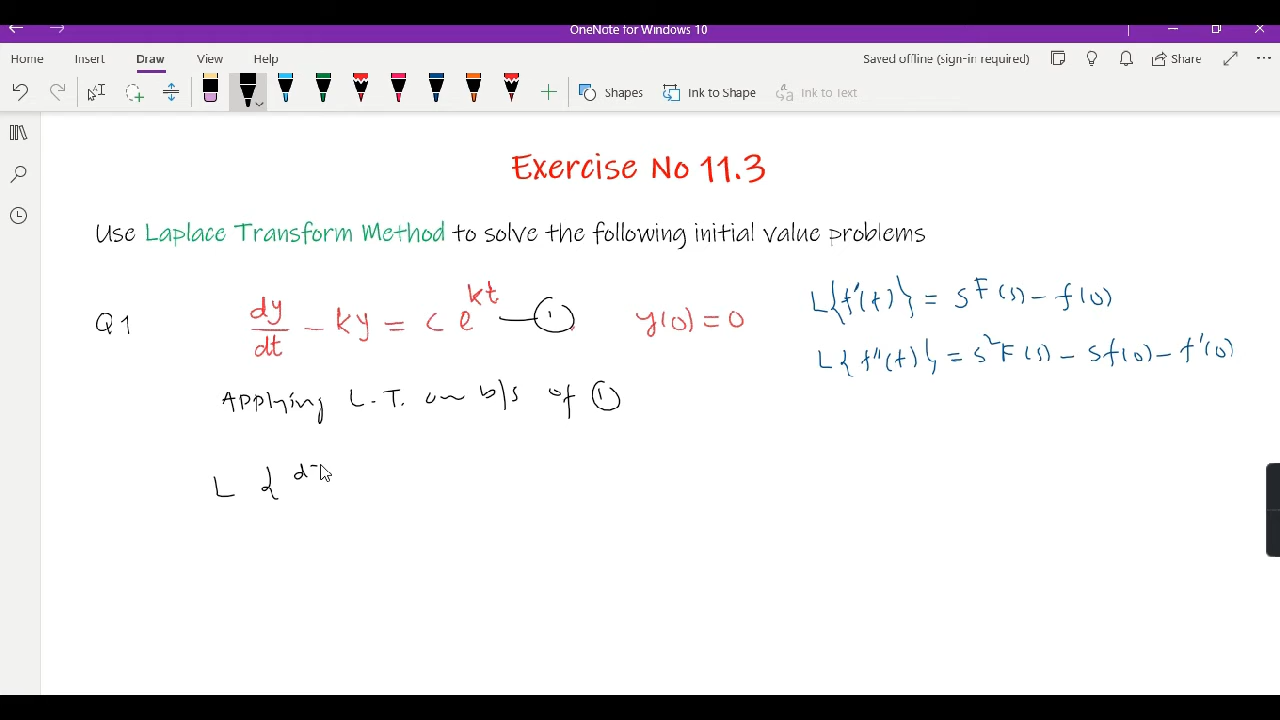 OneNote for Windows 10
Home Insert Draw View Help Saved offline (sign-in required) Share
Shapes Ink to Shape Ink to Text
Exercise No 11.3
Use Laplace Transform Method to solve the following initial value problems
Q1 dy/dt - ky = c e^{kt} — ① y(0) = 0
L{f'(t)} = sF(s) - f(0)
L{f''(t)} = s²F(s) - sf(0) - f'(0)
Applying L.T. on b/s of ①
L {